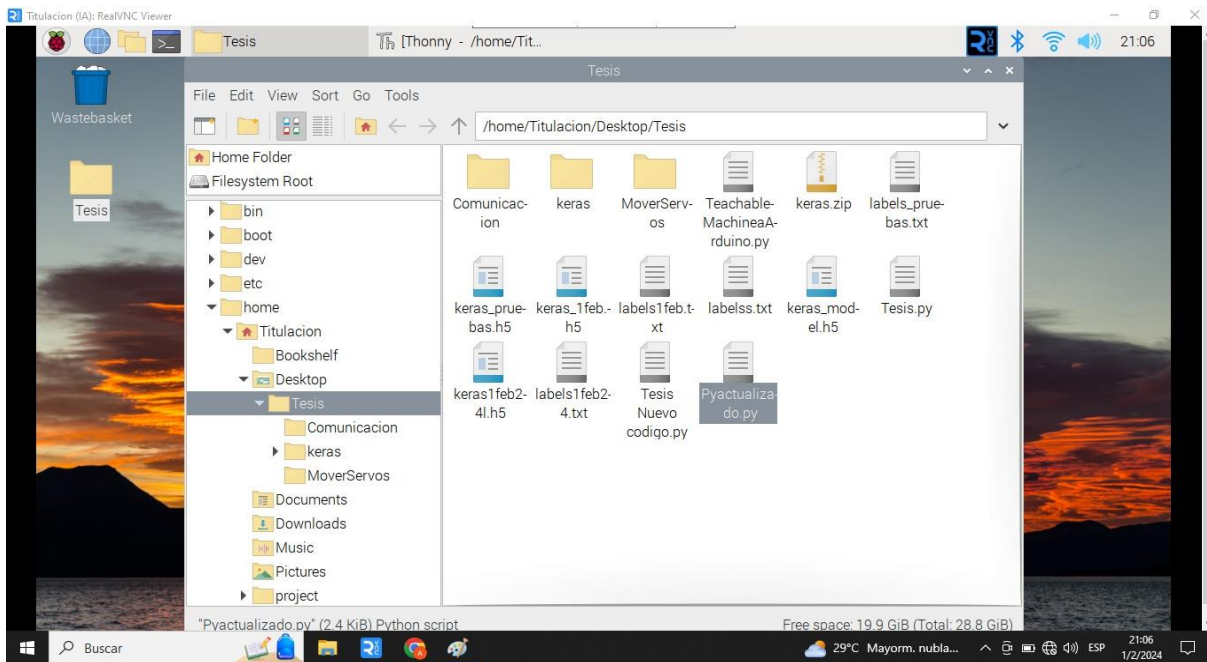 Titulacion (IA): RealVNC Viewer
Tesis
[Thonny - /home/Tit...
21:06
Tesis
Wastebasket
Tesis
File Edit View Sort Go Tools
/home/Titulacion/Desktop/Tesis
Home Folder
Filesystem Root
bin
boot
dev
etc
home
Titulacion
Bookshelf
Desktop
Tesis
Comunicacion
keras
MoverServos
Documents
Downloads
Music
Pictures
project
Comunicac-
ion
keras
MoverServ-
os
Teachable-
MachineaA-
rduino.py
keras.zip
labels_prue-
bas.txt
keras_prue-
bas.h5
keras_1feb.-
h5
labels1feb.t-
xt
labelss.txt
keras_mod-
el.h5
Tesis.py
keras1feb2-
4l.h5
labels1feb2-
4.txt
Tesis
Nuevo
codigo.py
Pyactualiza-
do.py
"Pyactualizado.py" (2.4 KiB) Python script
Free space: 19.9 GiB (Total: 28.8 GiB)
Buscar
29°C Mayorm. nubla...
ESP
21:06
1/2/2024